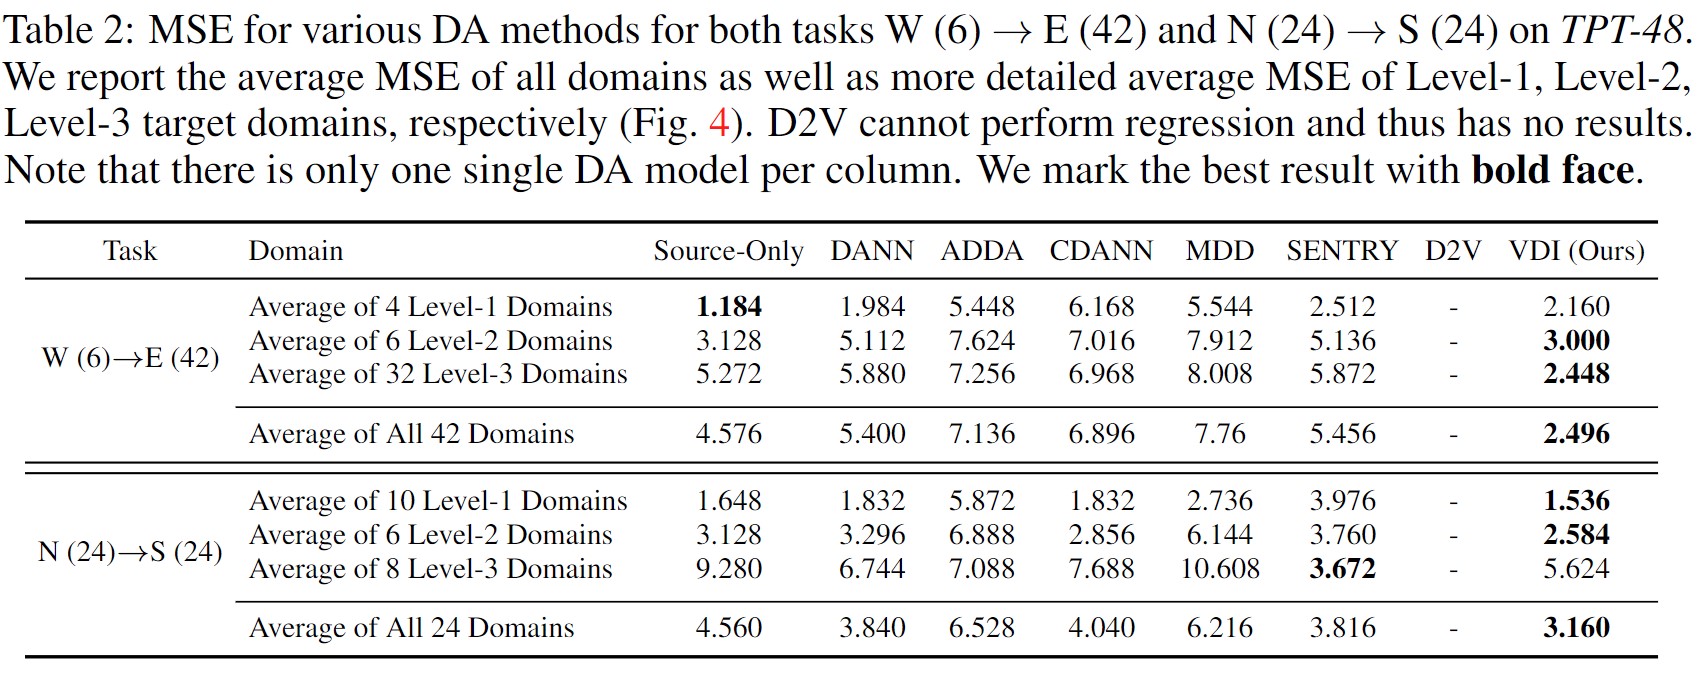 Table 2: MSE for various DA methods for both tasks W (6) → E (42) and N (24) → S (24) on TPT-48.
We report the average MSE of all domains as well as more detailed average MSE of Level-1, Level-2,
Level-3 target domains, respectively (Fig. 4). D2V cannot perform regression and thus has no results.
Note that there is only one single DA model per column. We mark the best result with bold face.
Task Domain Source-Only DANN ADDA CDANN MDD SENTRY D2V VDI (Ours)
W (6)→E (42)
Average of 4 Level-1 Domains 1.184 1.984 5.448 6.168 5.544 2.512 - 2.160
Average of 6 Level-2 Domains 3.128 5.112 7.624 7.016 7.912 5.136 - 3.000
Average of 32 Level-3 Domains 5.272 5.880 7.256 6.968 8.008 5.872 - 2.448
Average of All 42 Domains 4.576 5.400 7.136 6.896 7.76 5.456 - 2.496
N (24)→S (24)
Average of 10 Level-1 Domains 1.648 1.832 5.872 1.832 2.736 3.976 - 1.536
Average of 6 Level-2 Domains 3.128 3.296 6.888 2.856 6.144 3.760 - 2.584
Average of 8 Level-3 Domains 9.280 6.744 7.088 7.688 10.608 3.672 - 5.624
Average of All 24 Domains 4.560 3.840 6.528 4.040 6.216 3.816 - 3.160